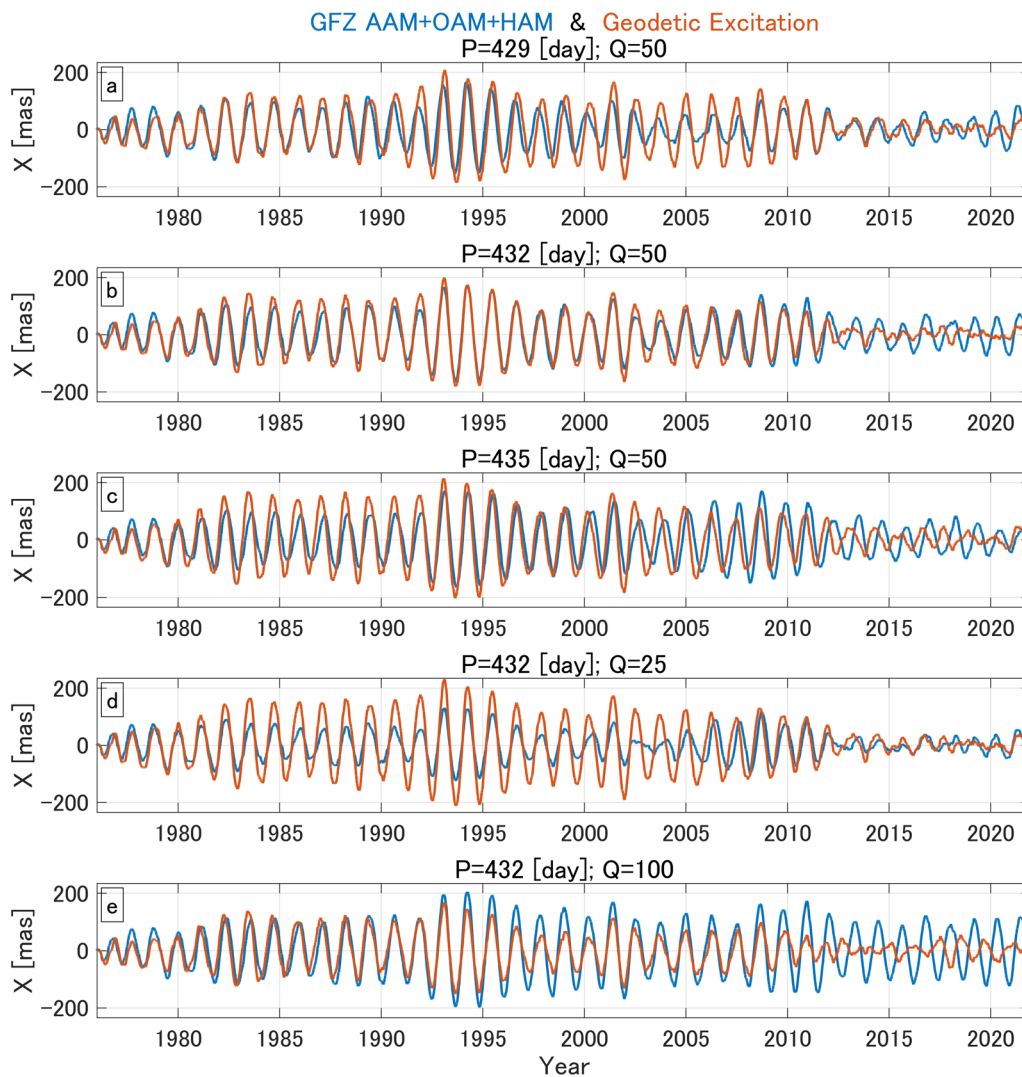 GFZ AAM+OAM+HAM & Geodetic Excitation
P=429 [day]; Q=50
a
X [mas]
200
0
−200
1980 1985 1990 1995 2000 2005 2010 2015 2020
P=432 [day]; Q=50
b
X [mas]
200
0
−200
1980 1985 1990 1995 2000 2005 2010 2015 2020
P=435 [day]; Q=50
c
X [mas]
200
0
−200
1980 1985 1990 1995 2000 2005 2010 2015 2020
P=432 [day]; Q=25
d
X [mas]
200
0
−200
1980 1985 1990 1995 2000 2005 2010 2015 2020
P=432 [day]; Q=100
e
X [mas]
200
0
−200
1980 1985 1990 1995 2000 2005 2010 2015 2020
Year